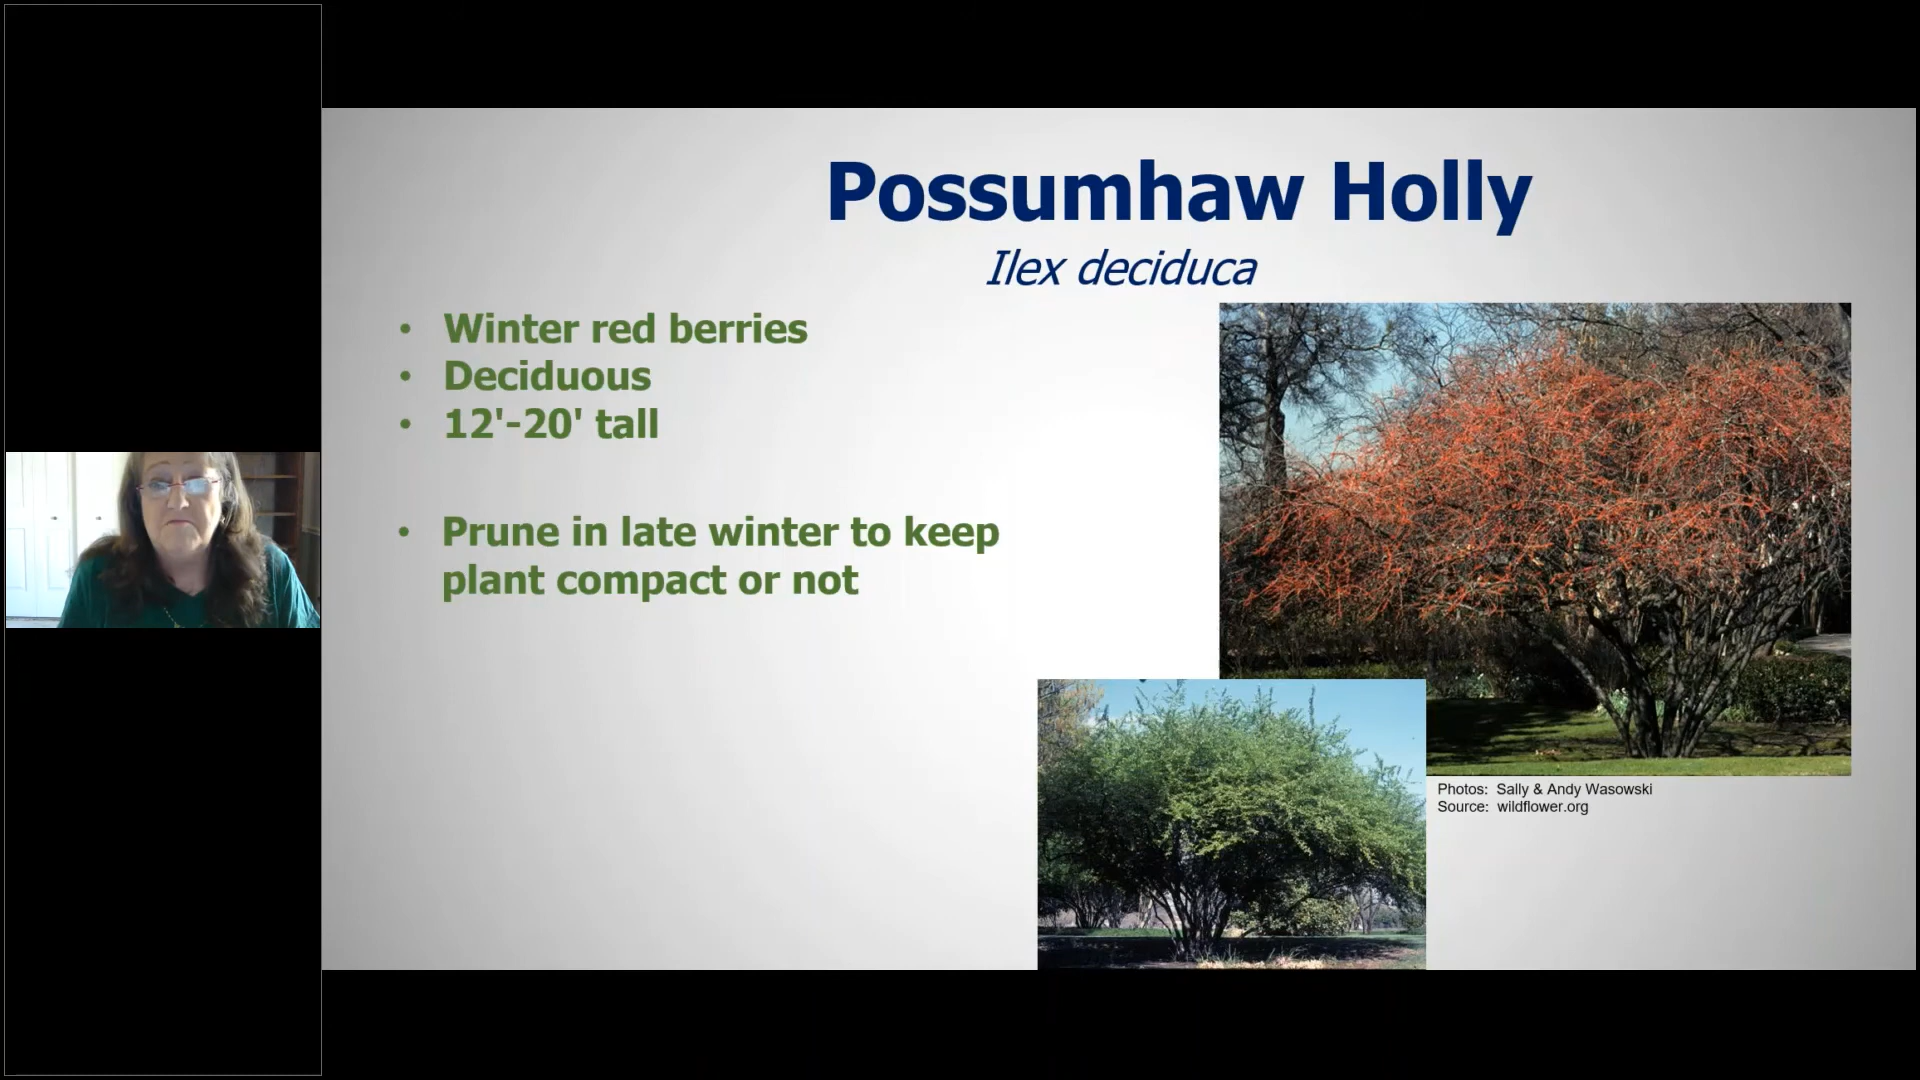 Possumhaw Holly
Ilex deciduca
• Winter red berries
• Deciduous
• 12'-20' tall
• Prune in late winter to keep
plant compact or not
Photos: Sally & Andy Wasowski
Source: wildflower.org